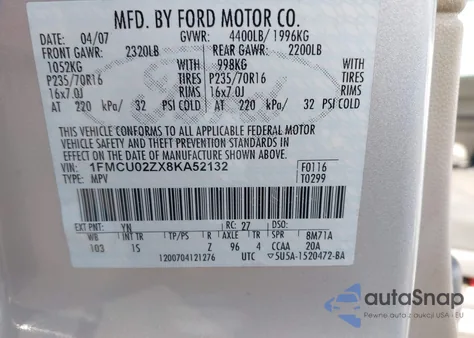 MFD. BY FORD MOTOR CO.
DATE: 04/07 GVWR: 4400LB/1996KG
FRONT GAWR: 2320LB REAR GAWR: 2200LB
1052KG WITH 998KG WITH
P235/70R16 TIRES P235/70R16 TIRES
16x7.0J RIMS 16x7.0J RIMS
AT 220 kPa/ 32 PSI COLD AT 220 kPa/ 32 PSI COLD
THIS VEHICLE CONFORMS TO ALL APPLICABLE FEDERAL MOTOR
VEHICLE SAFETY AND THEFT PREVENTION STANDARDS IN EFFECT
ON THE DATE OF MANUFACTURE SHOWN ABOVE.
VIN: 1FMCU02ZX8KA52132 F0116
TYPE: MPV T0299
EXT PNT: YN RC: 27 DSO:
WB INT TR TP/PS R AXLE TR SPR 8M71A
103 15 Z 96 4 CCAA 20A
1200704121276 UTC 5U5A-1520472-BA
autoSnap
Pewne auto z USA - EU